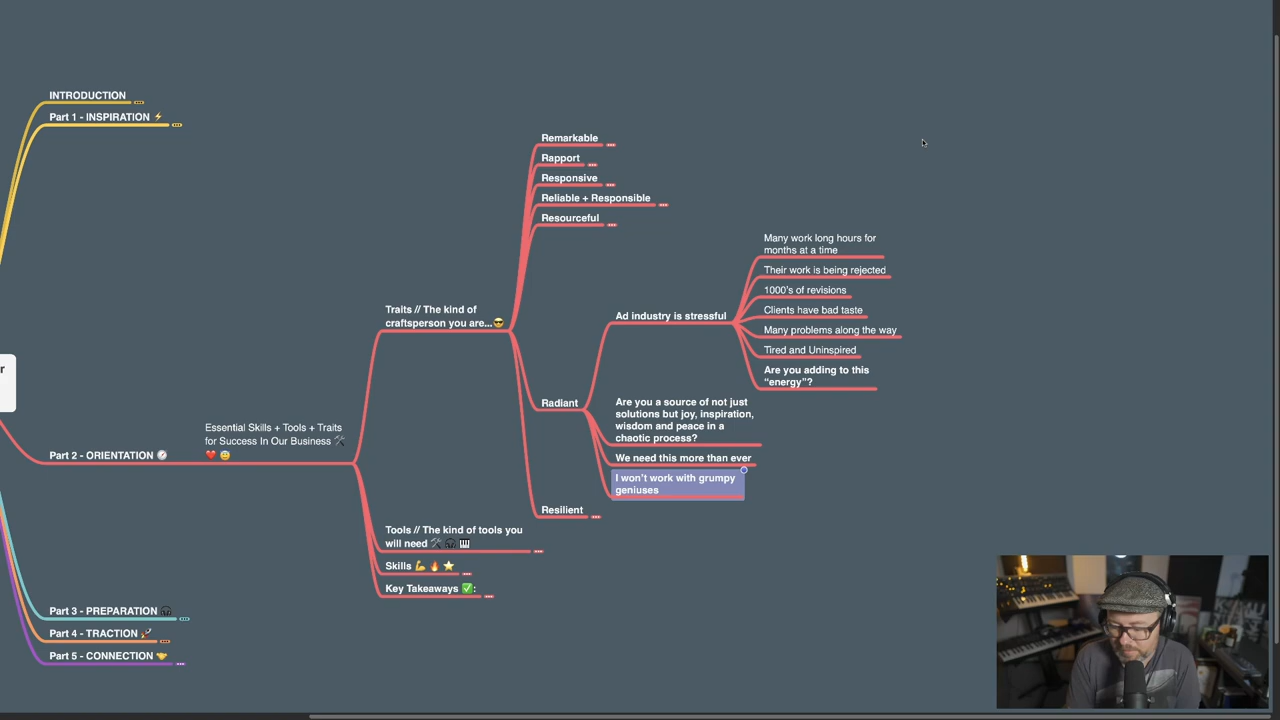 INTRODUCTION
Part 1 - INSPIRATION ⚡
r
Part 2 - ORIENTATION 🧭
Essential Skills + Tools + Traits
for Success In Our Business 🛠️
❤️ 😇
Traits // The kind of
craftsperson you are...😎
Remarkable
Rapport
Responsive
Reliable + Responsible
Resourceful
Radiant
Ad industry is stressful
Many work long hours for
months at a time
Their work is being rejected
1000’s of revisions
Clients have bad taste
Many problems along the way
Tired and Uninspired
Are you adding to this
“energy”?
Are you a source of not just
solutions but joy, inspiration,
wisdom and peace in a
chaotic process?
We need this more than ever
I won’t work with grumpy
geniuses
Resilient
Tools // The kind of tools you
will need 🛠️ 🎧 🎹
Skills 💪 🔥 ⭐
Key Takeaways ✅:
Part 3 - PREPARATION 🎧
Part 4 - TRACTION 🚀
Part 5 - CONNECTION 🤝